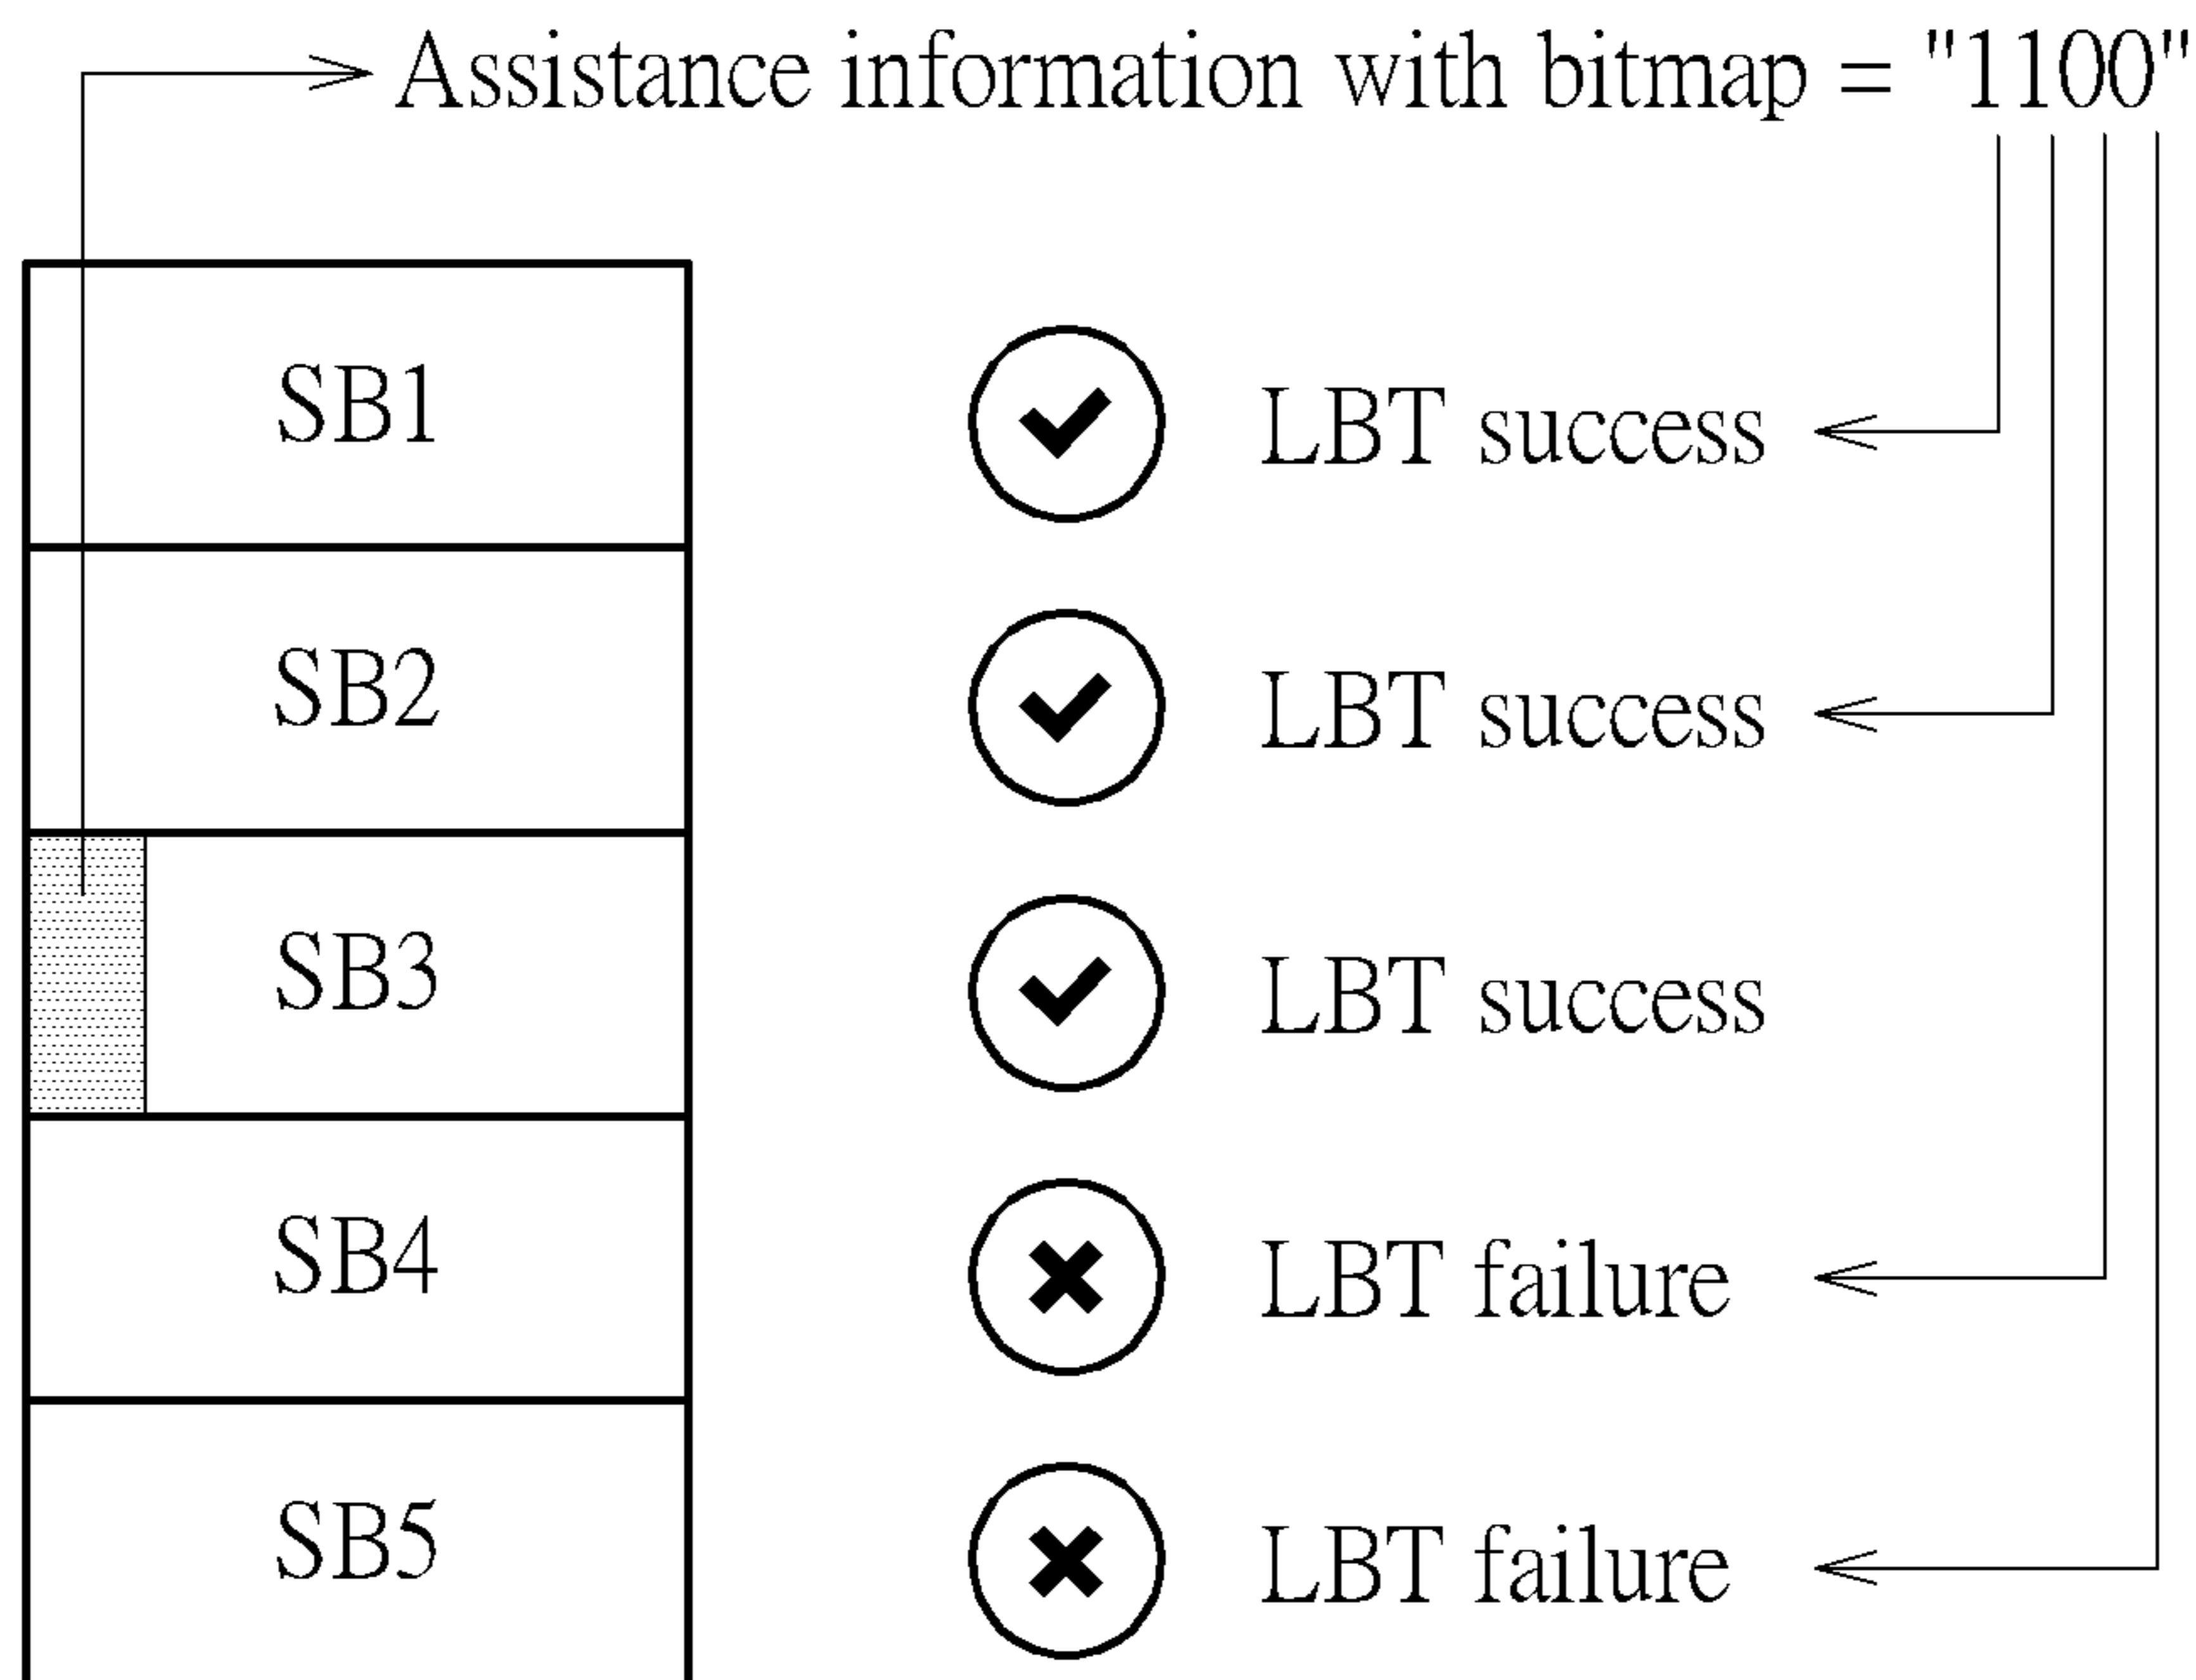 Assistance information with bitmap = "1100"
SB1 LBT success
SB2 LBT success
SB3 LBT success
SB4 LBT failure
SB5 LBT failure